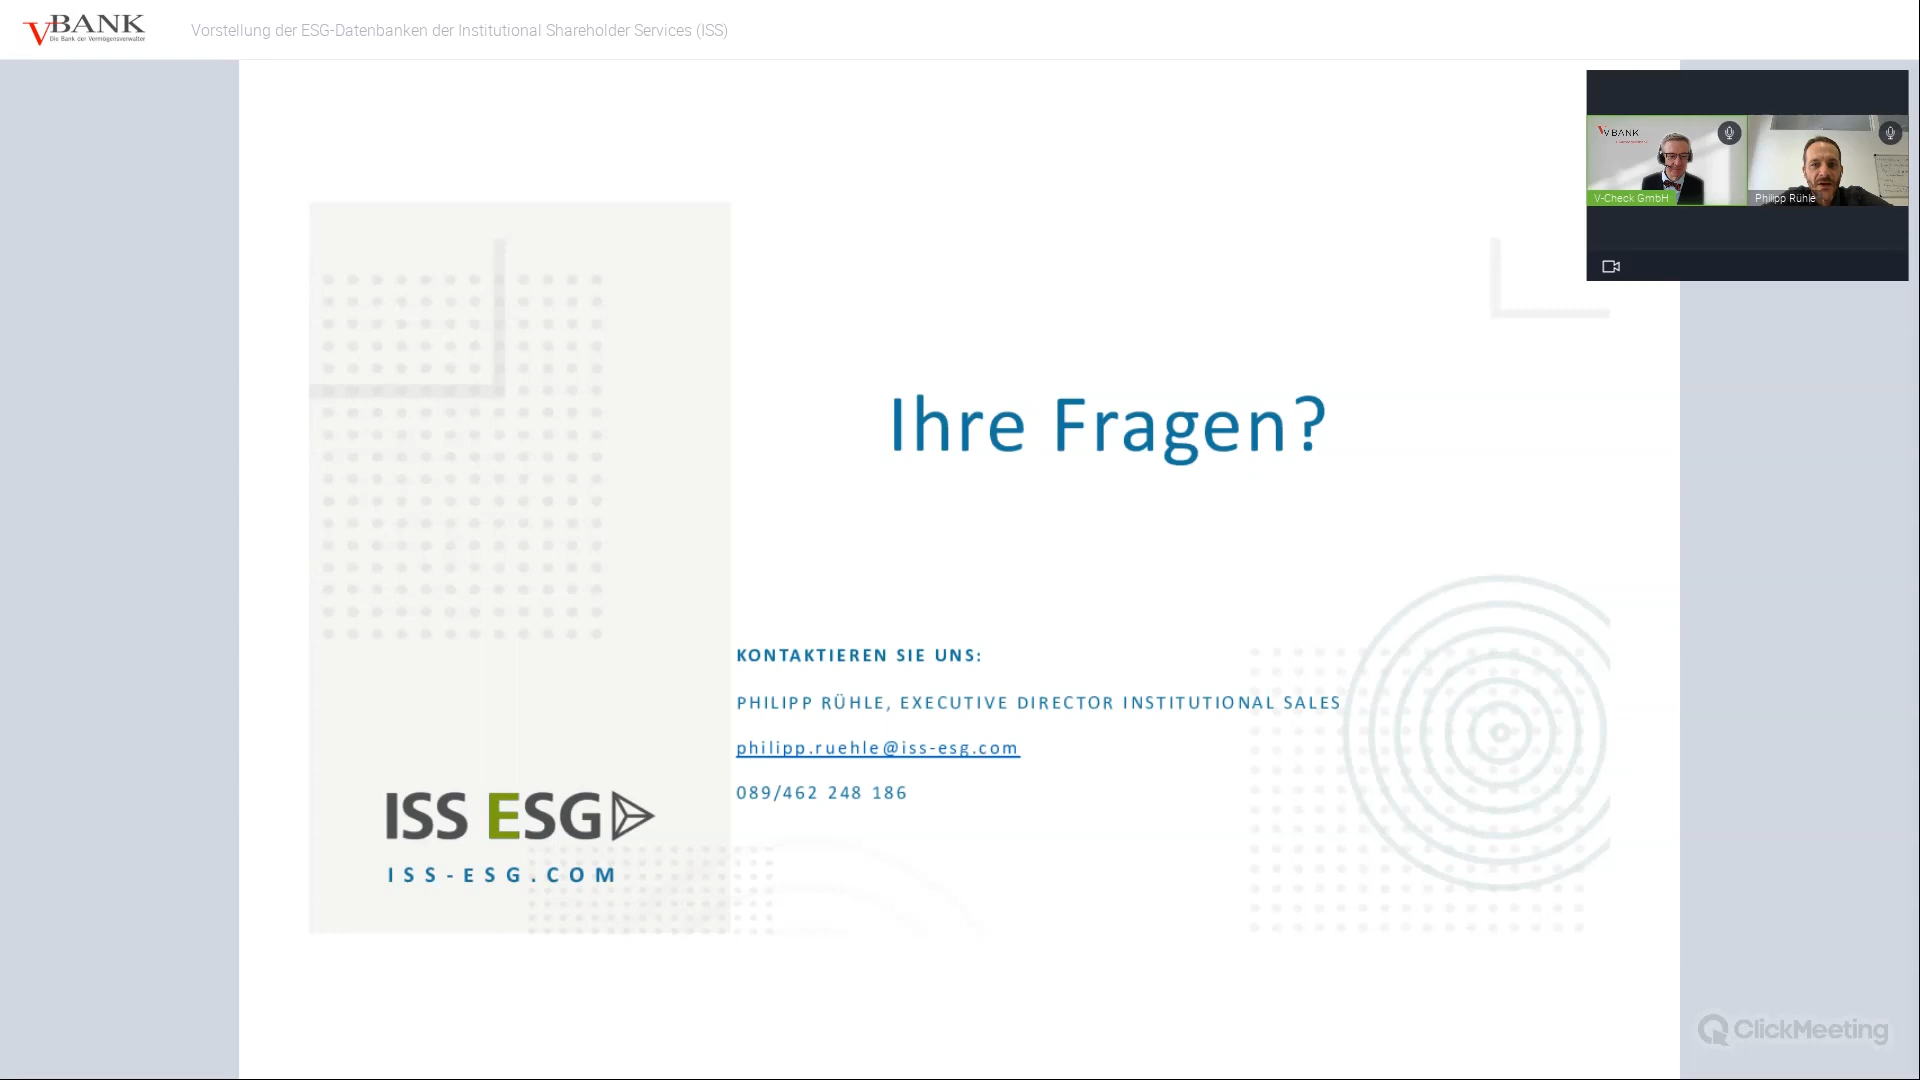 VBANK
Die Bank der Vermögensverwalter
Vorstellung der ESG-Datenbanken der Institutional Shareholder Services (ISS)
V BANK
V-Check GmbH
Philipp Rühle
Ihre Fragen?
KONTAKTIEREN SIE UNS:
PHILIPP RÜHLE, EXECUTIVE DIRECTOR INSTITUTIONAL SALES
philipp.ruehle@iss-esg.com
089/462 248 186
ISS ESG
ISS-ESG.COM
ClickMeeting